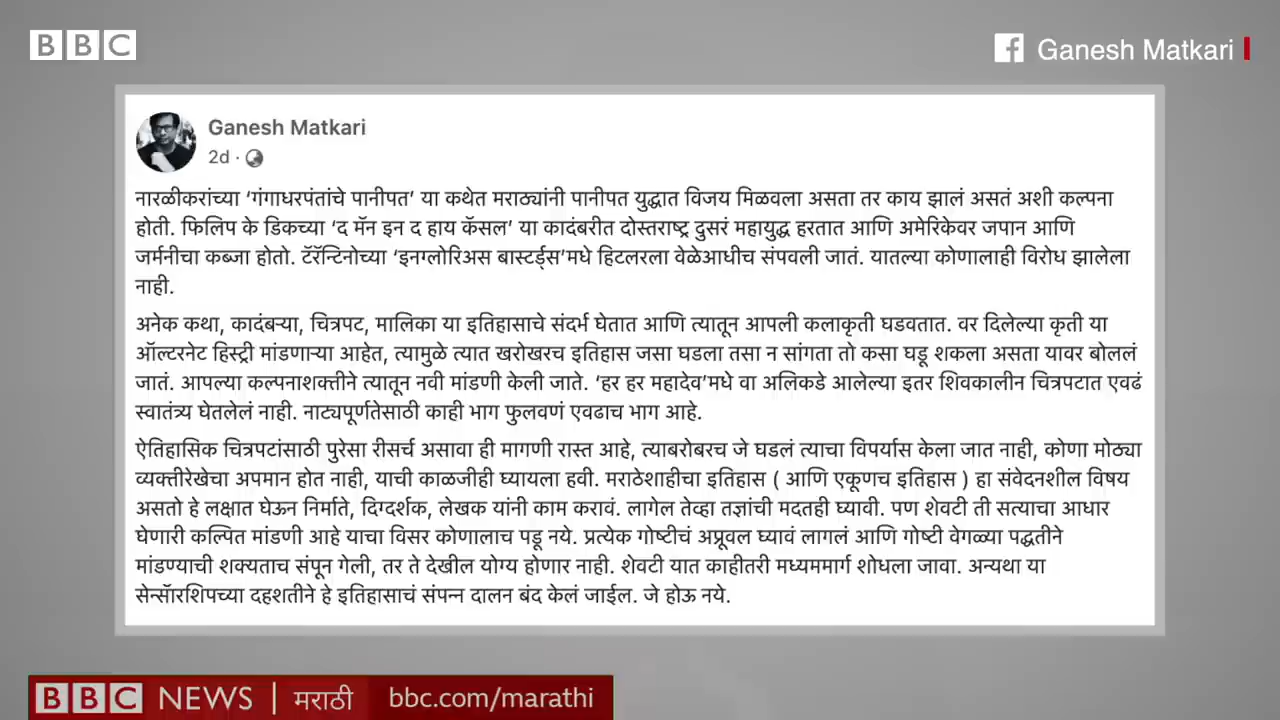 BBC
Ganesh Matkari
Ganesh Matkari
2d ·
नारळीकरांच्या ‘गंगाधरपंतांचे पानीपत’ या कथेत मराठ्यांनी पानीपत युद्धात विजय मिळवला असता तर काय झालं असतं अशी कल्पना
होती. फिलिप के डिकच्या ‘द मॅन इन द हाय कॅसल’ या कादंबरीत दोस्तराष्ट्र दुसरं महायुद्ध हरतात आणि अमेरिकेवर जपान आणि
जर्मनीचा कब्जा होतो. टॅरॅन्टिनोच्या ‘इनग्लोरिअस बास्टर्ड्स’मधे हिटलरला वेळेआधीच संपवली जातं. यातल्या कोणालाही विरोध झालेला
नाही.
अनेक कथा, कादंबऱ्या, चित्रपट, मालिका या इतिहासाचे संदर्भ घेतात आणि त्यातून आपली कलाकृती घडवतात. वर दिलेल्या कृती या
ऑल्टरनेट हिस्ट्री मांडणाऱ्या आहेत, त्यामुळे त्यात खरोखरच इतिहास जसा घडला तसा न सांगता तो कसा घडू शकला असता यावर बोललं
जातं. आपल्या कल्पनाशक्तीने त्यातून नवी मांडणी केली जाते. ‘हर हर महादेव’मधे वा अलिकडे आलेल्या इतर शिवकालीन चित्रपटात एवढं
स्वातंत्र्य घेतलेलं नाही. नाट्यपूर्णतेसाठी काही भाग फुलवणं एवढाच भाग आहे.
ऐतिहासिक चित्रपटांसाठी पुरेसा रीसर्च असावा ही मागणी रास्त आहे, त्याबरोबरच जे घडलं त्याचा विपर्यास केला जात नाही, कोणा मोठ्या
व्यक्तीरेखेचा अपमान होत नाही, याची काळजीही घ्यायला हवी. मराठेशाहीचा इतिहास ( आणि एकूणच इतिहास ) हा संवेदनशील विषय
असतो हे लक्षात घेऊन निर्माते, दिग्दर्शक, लेखक यांनी काम करावं. लागेल तेव्हा तज्ञांची मदतही घ्यावी. पण शेवटी ती सत्याचा आधार
घेणारी कल्पित मांडणी आहे याचा विसर कोणालाच पडू नये. प्रत्येक गोष्टीचं अप्रूवल घ्यावं लागलं आणि गोष्टी वेगळ्या पद्धतीने
मांडण्याची शक्यताच संपून गेली, तर ते देखील योग्य होणार नाही. शेवटी यात काहीतरी मध्यममार्ग शोधला जावा. अन्यथा या
सेन्सॉरशिपच्या दहशतीने हे इतिहासाचं संपन्न दालन बंद केलं जाईल. जे होऊ नये.
BBC NEWS | मराठी bbc.com/marathi